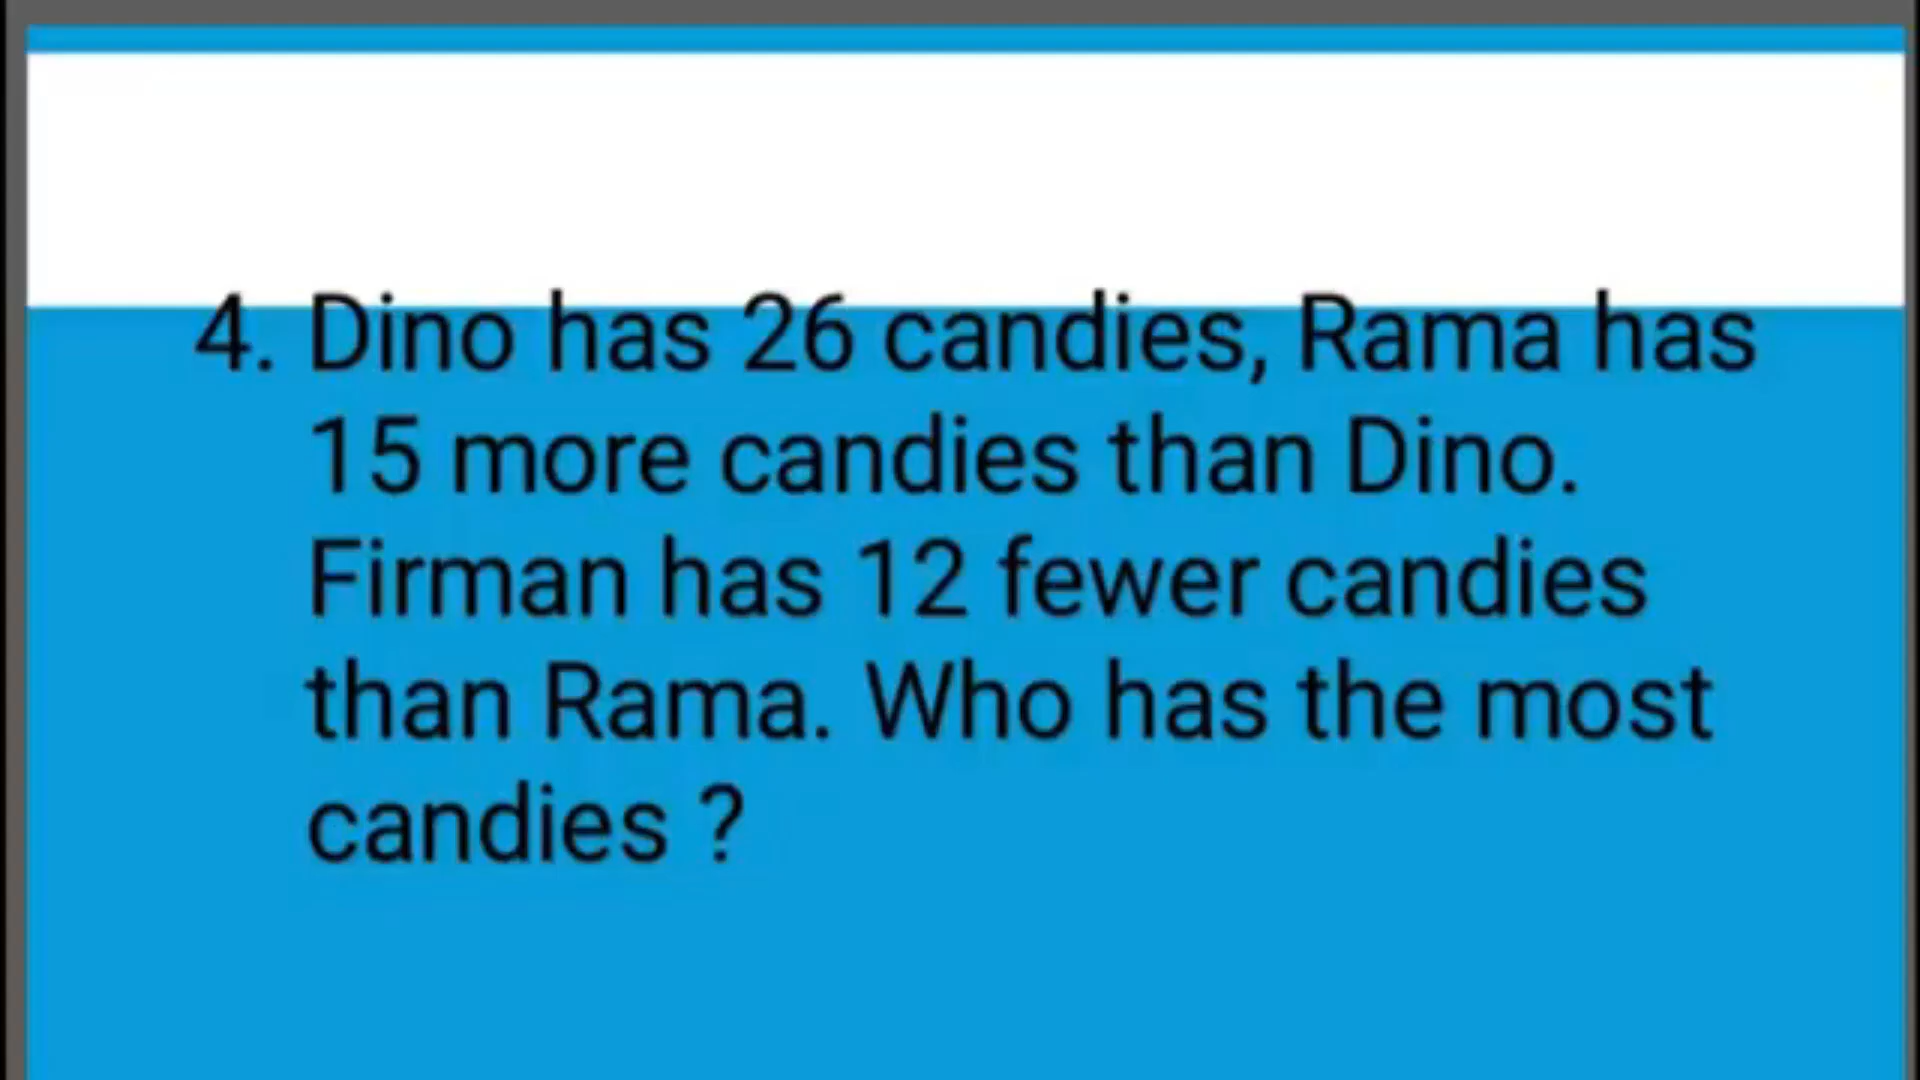 4. Dino has 26 candies, Rama has
15 more candies than Dino.
Firman has 12 fewer candies
than Rama. Who has the most
candies ?